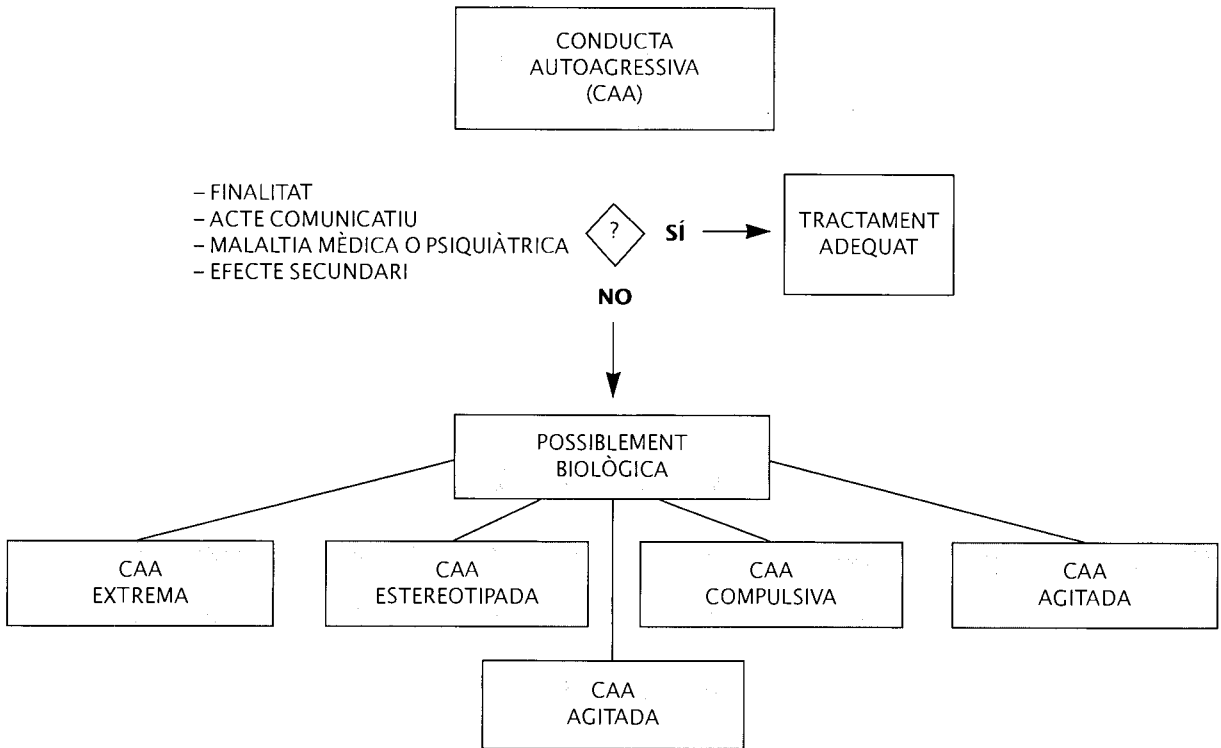 CONDUCTA
AUTOAGRESSIVA
(CAA)
– FINALITAT
– ACTE COMUNICATIU
– MALALTIA MÈDICA O PSIQUIÀTRICA
– EFECTE SECUNDARI
?
SÍ
TRACTAMENT
ADEQUAT
NO
POSSIBLEMENT
BIOLÒGICA
CAA
EXTREMA
CAA
ESTEREOTIPADA
CAA
COMPULSIVA
CAA
AGITADA
CAA
AGITADA